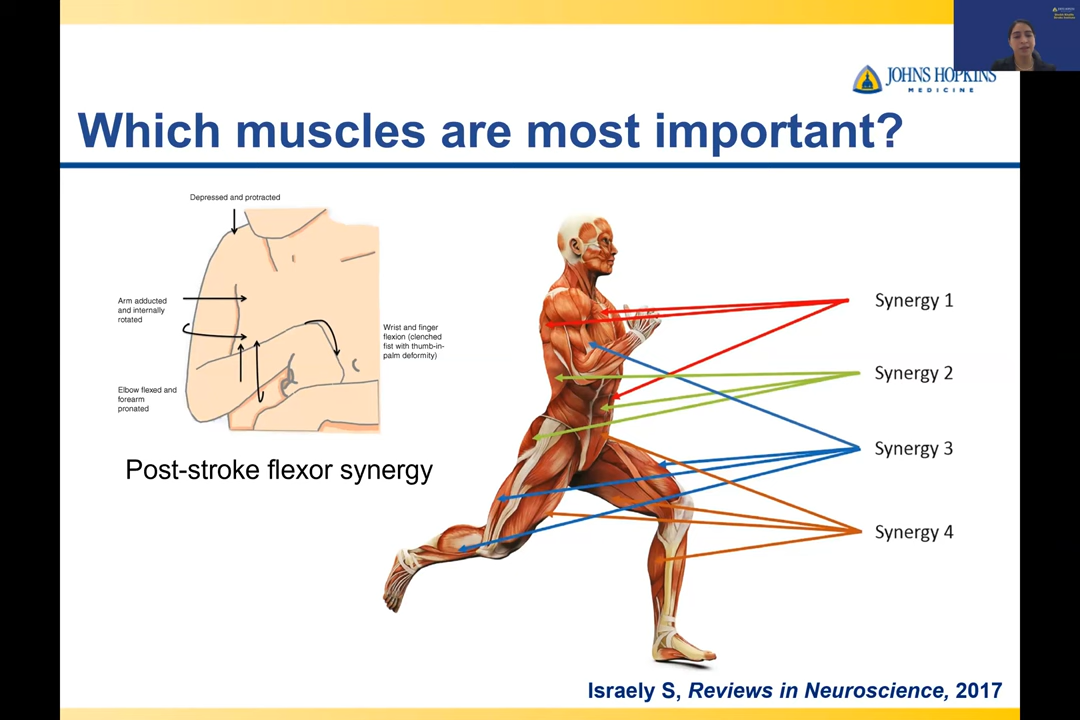 JOHNS HOPKINS
MEDICINE
Which muscles are most important?
Depressed and protracted
Arm adducted
and internally
rotated
Wrist and finger
flexion (clenched
fist with thumb-in-
palm deformity)
Elbow flexed and
forearm
pronated
Post-stroke flexor synergy
Synergy 1
Synergy 2
Synergy 3
Synergy 4
Israely S, Reviews in Neuroscience, 2017